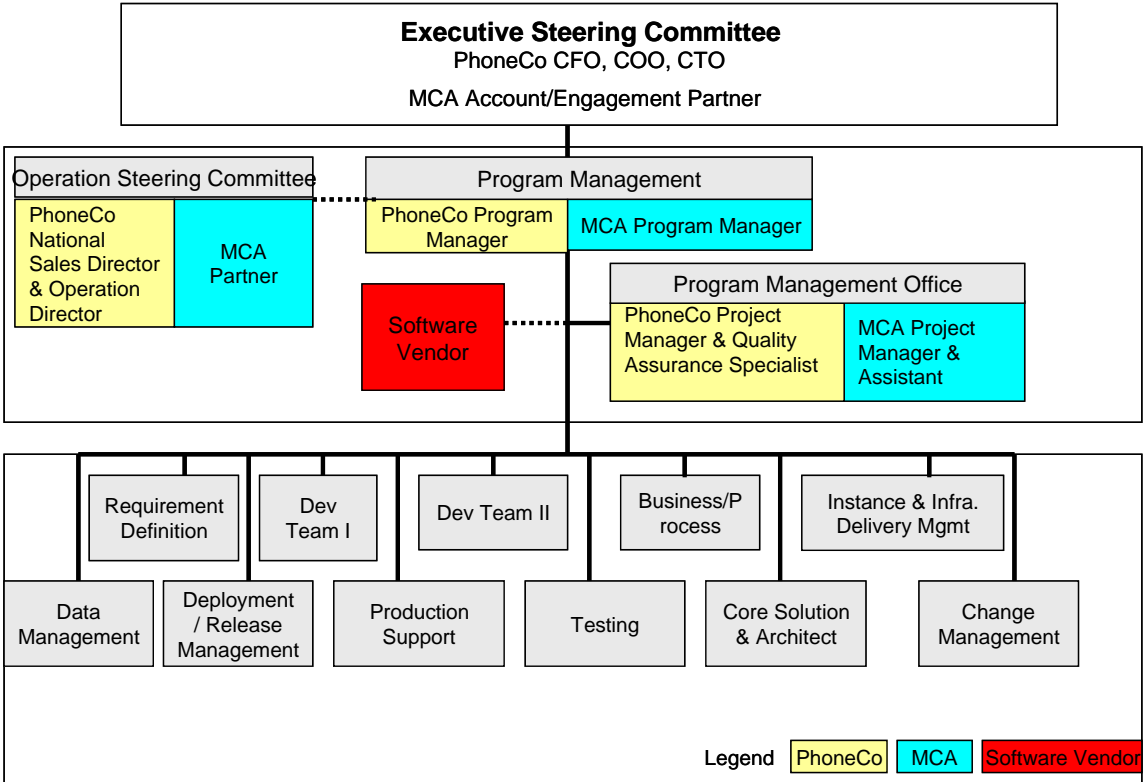 Executive Steering Committee
PhoneCo CFO, COO, CTO
MCA Account/Engagement Partner
Operation Steering Committee
PhoneCo
National
Sales Director
& Operation
Director
MCA
Partner
Program Management
PhoneCo Program
Manager
MCA Program Manager
Software
Vendor
Program Management Office
PhoneCo Project
Manager & Quality
Assurance Specialist
MCA Project
Manager &
Assistant
Requirement
Definition
Dev
Team I
Dev Team II
Business/P
rocess
Instance & Infra.
Delivery Mgmt
Data
Management
Deployment
/ Release
Management
Production
Support
Testing
Core Solution
& Architect
Change
Management
Legend
PhoneCo
MCA
Software Vendor